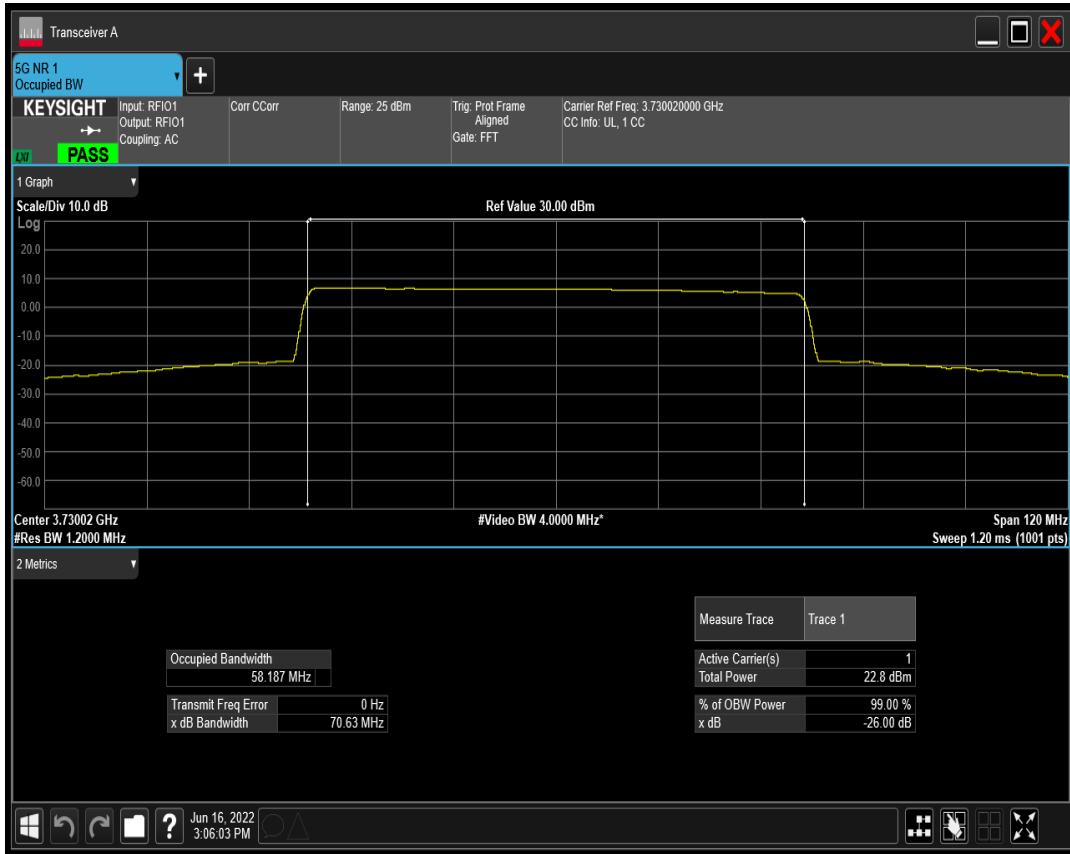 Transceiver A
5G NR 1
Occupied BW
KEYSIGHT
LXI
PASS
Input: RFIO1
Output: RFIO1
Coupling: AC
Corr CCorr
Range: 25 dBm
Trig: Prot Frame
Aligned
Gate: FFT
Carrier Ref Freq: 3.730020000 GHz
CC Info: UL, 1 CC
1 Graph
Scale/Div 10.0 dB
Ref Value 30.00 dBm
Log
20.0
10.0
0.00
-10.0
-20.0
-30.0
-40.0
-50.0
-60.0
Center 3.73002 GHz
#Video BW 4.0000 MHz*
Span 120 MHz
#Res BW 1.2000 MHz
Sweep 1.20 ms (1001 pts)
2 Metrics
Measure Trace Trace 1
Occupied Bandwidth
58.187 MHz
Active Carrier(s) 1
Total Power 22.8 dBm
Transmit Freq Error 0 Hz
x dB Bandwidth 70.63 MHz
% of OBW Power 99.00 %
x dB -26.00 dB
?
Jun 16, 2022
3:06:03 PM